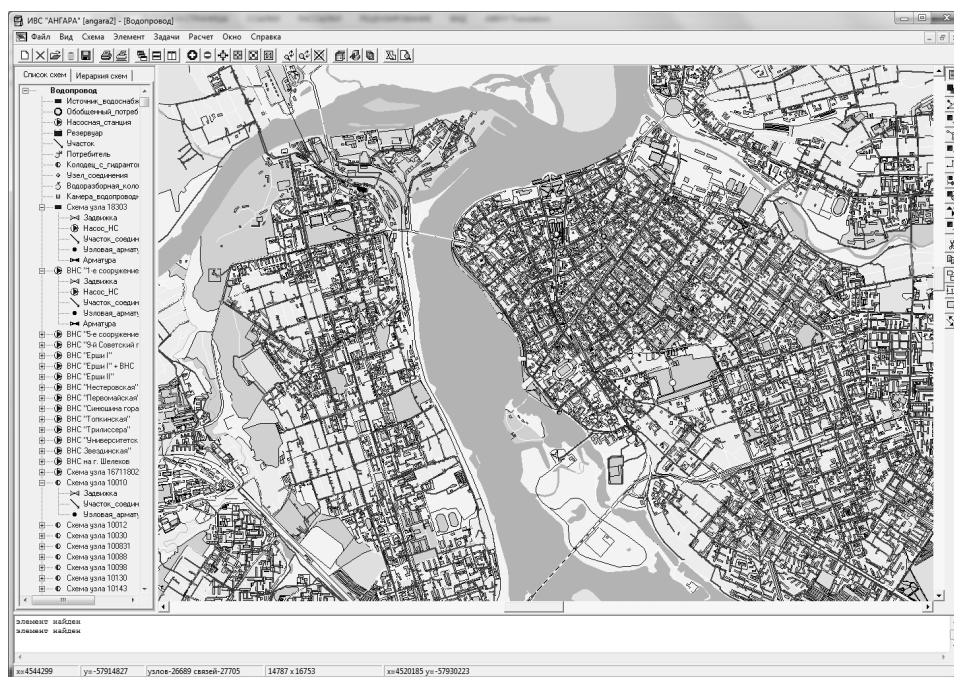 ИВС "АНГАРА" [angara2] - [Водопровод]
Файл Вид Схема Элемент Задачи Расчет Окно Справка
Список схем Иерархия схем
Водопровод
Источник_водоснабж
Обобщенный_потреб
Насосная_станция
Резервуар
Участок
Потребитель
Колодец_с_гидранто
Узел_соединения
Водоразборная_коло
Камера_водопровод
Схема узла 18303
Задвижка
Насос_НС
Участок_соедин
Узловая_армату
Арматура
ВНС "1-е сооружение
Задвижка
Насос_НС
Участок_соедин
Узловая_армату
Арматура
ВНС "5-е сооружение
ВНС "9-й Советский г
ВНС "Ерши I"
ВНС "Ерши I" + ВНС
ВНС "Ерши II"
ВНС "Нестеровская"
ВНС "Первомайская"
ВНС "Синюшина гора
ВНС "Топкинская"
ВНС "Трилиссера"
ВНС "Университетск
ВНС Звездинская"
ВНС на г. Шелехов
Схема узла 16711802
Схема узла 10010
Задвижка
Участок_соедин
Узловая_армату
Схема узла 10012
Схема узла 10030
Схема узла 100831
Схема узла 10088
Схема узла 10098
Схема узла 10130
Схема узла 10143
элемент найден
элемент найден
x=4544299 y=-57914827 узлов-26689 связей-27705 14787 x 16753 x=4520185 y=-57930223